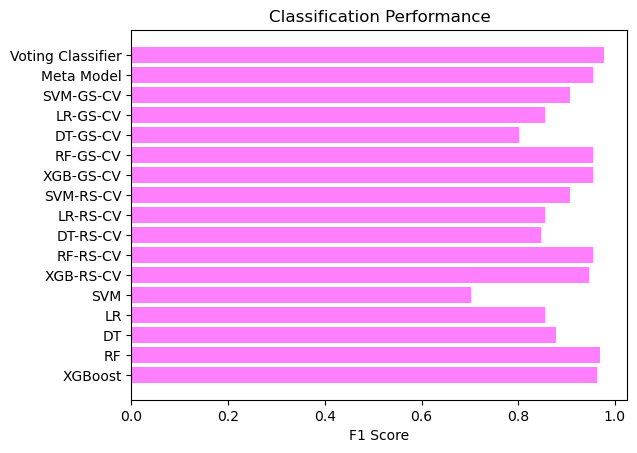 Classification Performance
Voting Classifier
Meta Model
SVM-GS-CV
LR-GS-CV
DT-GS-CV
RF-GS-CV
XGB-GS-CV
SVM-RS-CV
LR-RS-CV
DT-RS-CV
RF-RS-CV
XGB-RS-CV
SVM
LR
DT
RF
XGBoost
0.0 0.2 0.4 0.6 0.8 1.0
F1 Score